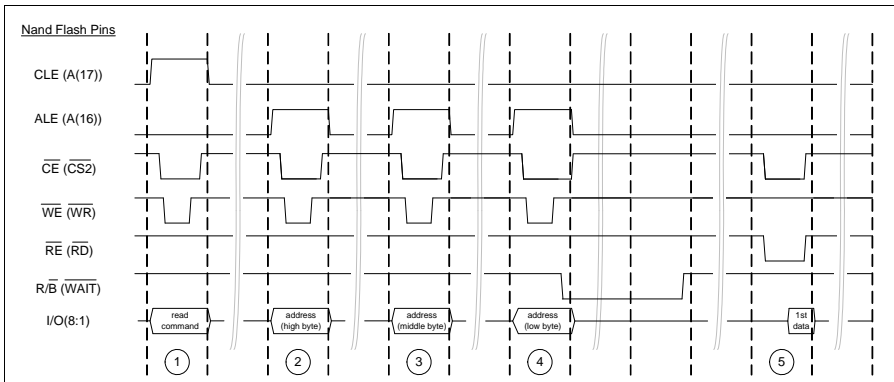 Nand Flash Pins
CLE (A(17))
ALE (A(16))
CE (CS2)
WE (WR)
RE (RD)
R/B (WAIT)
I/O(8:1)
read
command
address
(high byte)
address
(middle byte)
address
(low byte)
1st
data
1
2
3
4
5